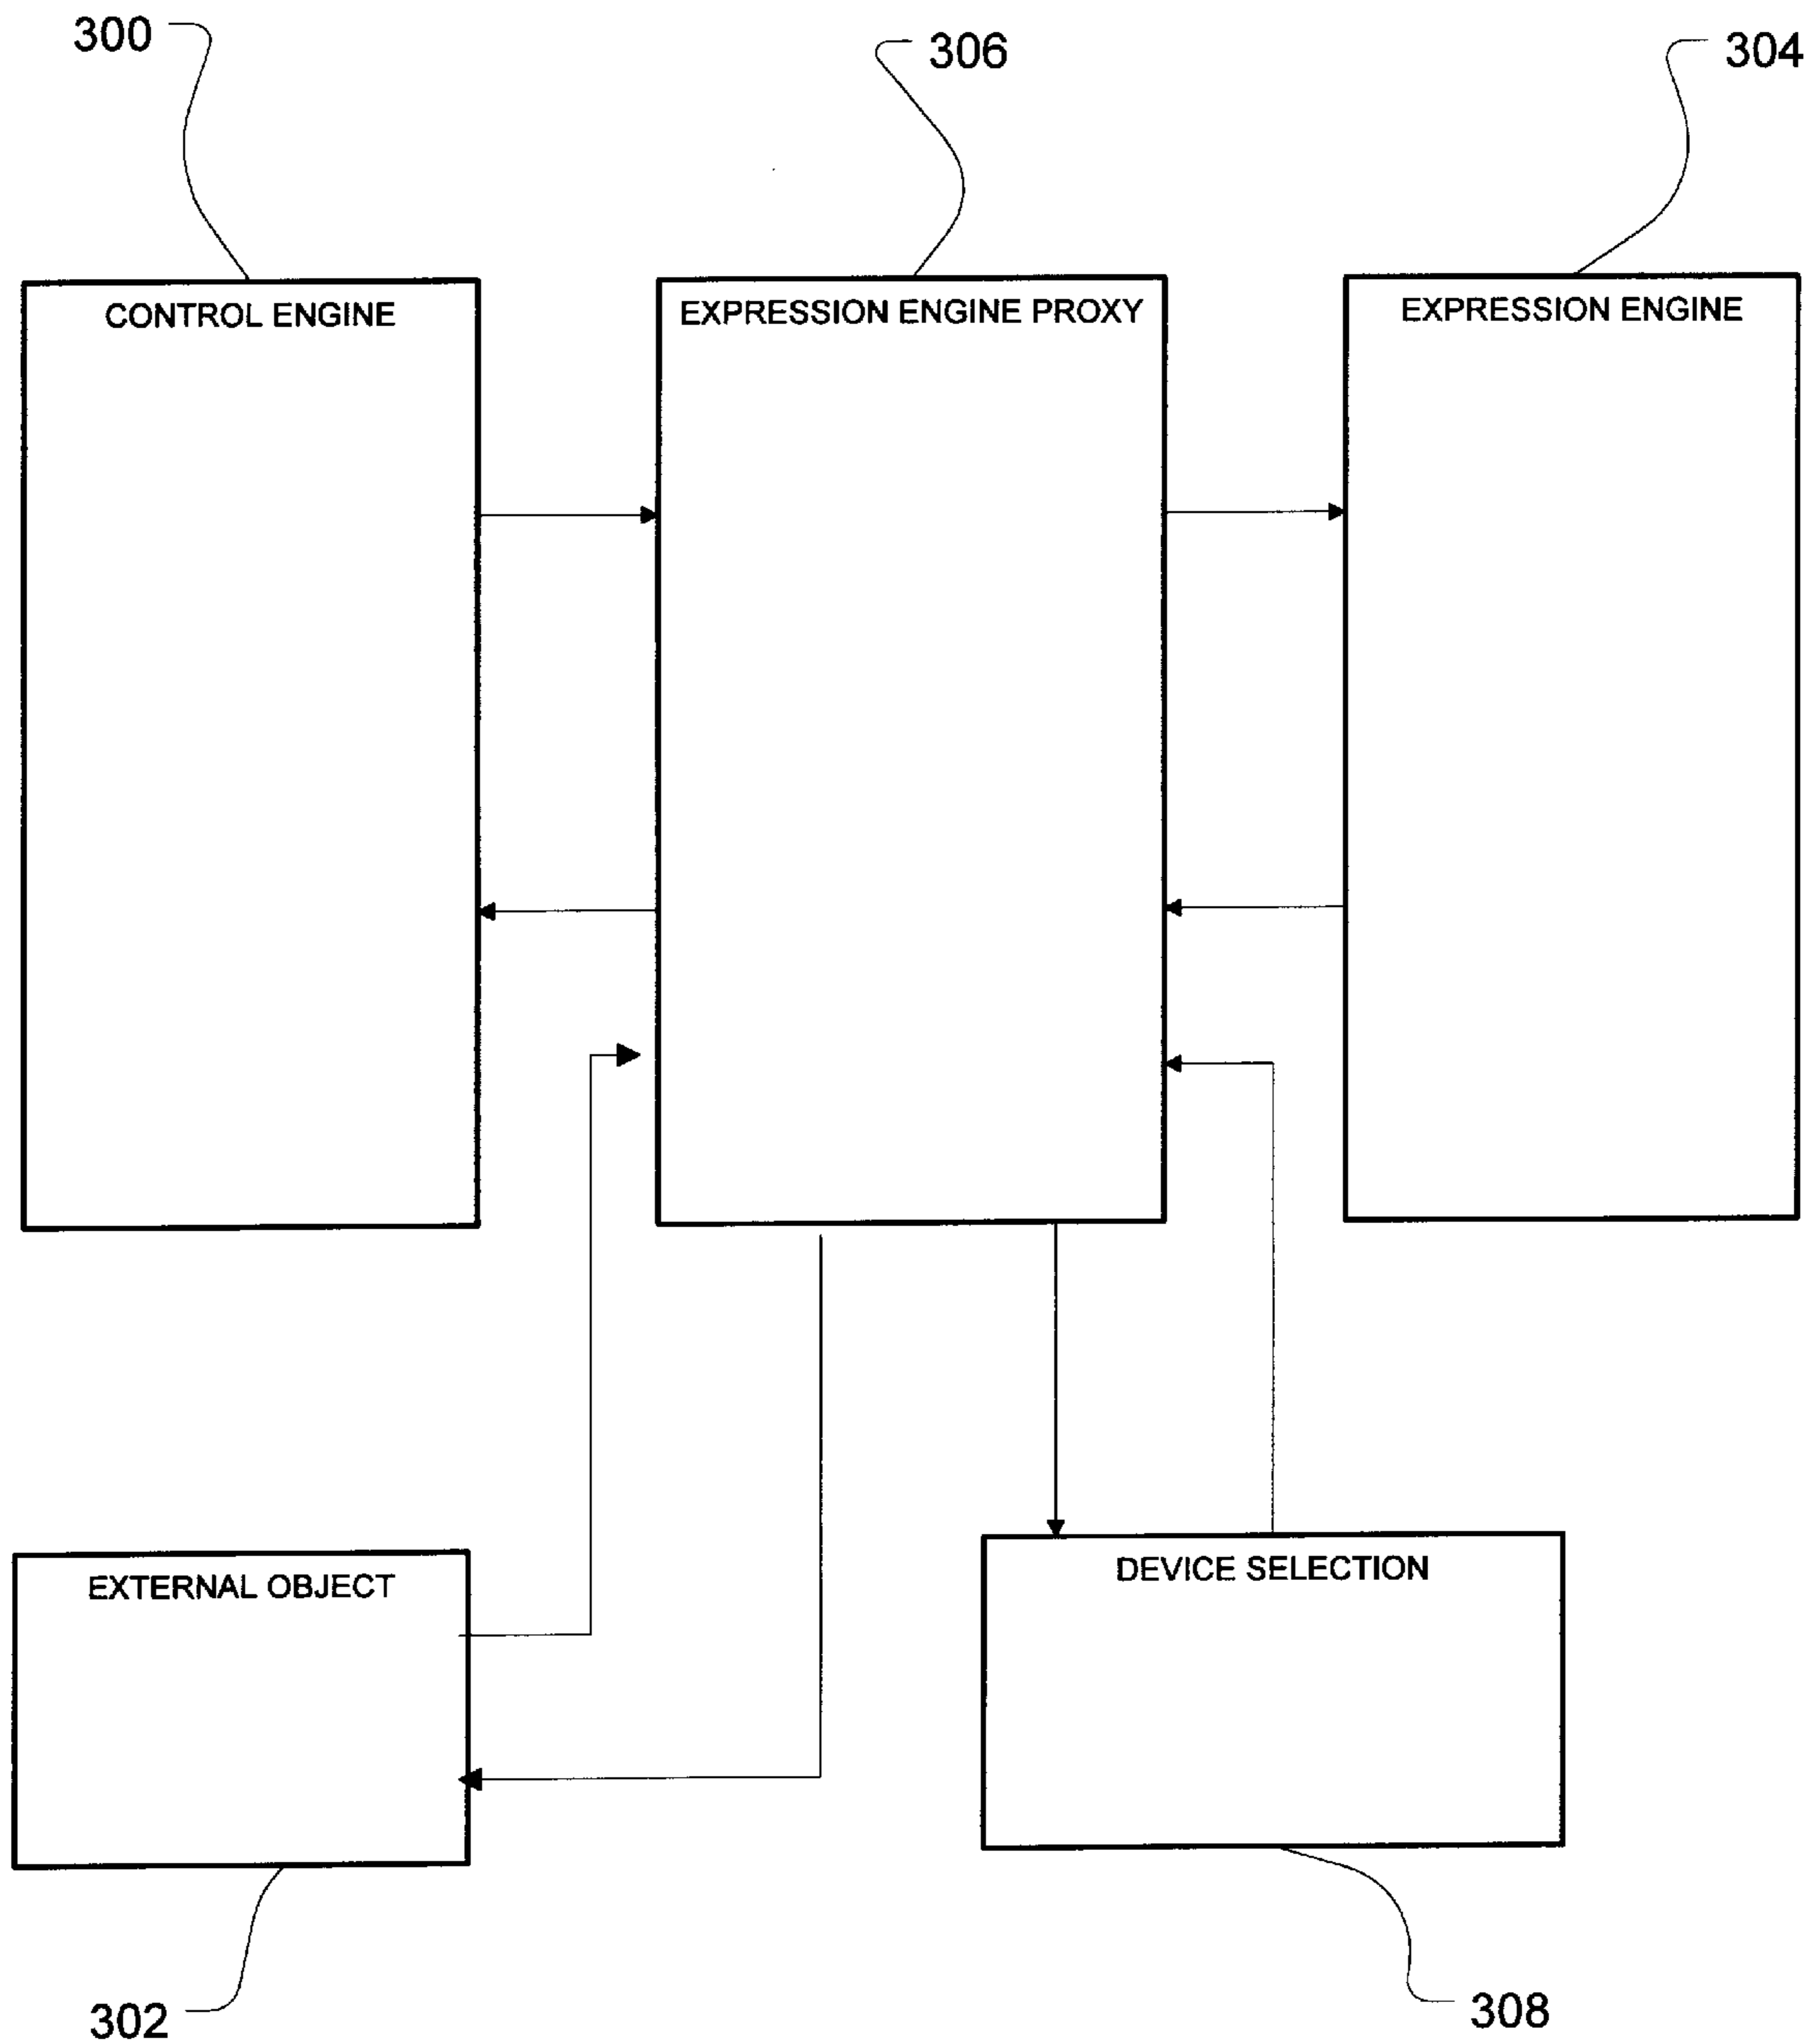 300
306
304
CONTROL ENGINE
EXPRESSION ENGINE PROXY
EXPRESSION ENGINE
EXTERNAL OBJECT
DEVICE SELECTION
302
308